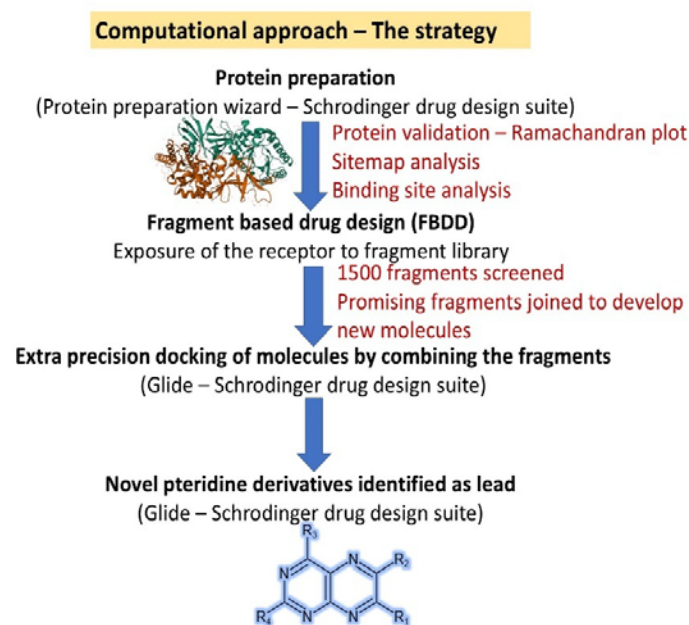 Computational approach – The strategy
Protein preparation
(Protein preparation wizard – Schrodinger drug design suite)
Protein validation – Ramachandran plot
Sitemap analysis
Binding site analysis
Fragment based drug design (FBDD)
Exposure of the receptor to fragment library
1500 fragments screened
Promising fragments joined to develop
new molecules
Extra precision docking of molecules by combining the fragments
(Glide – Schrodinger drug design suite)
Novel pteridine derivatives identified as lead
(Glide – Schrodinger drug design suite)
R₃
N N R₂
R₄ N N R₁